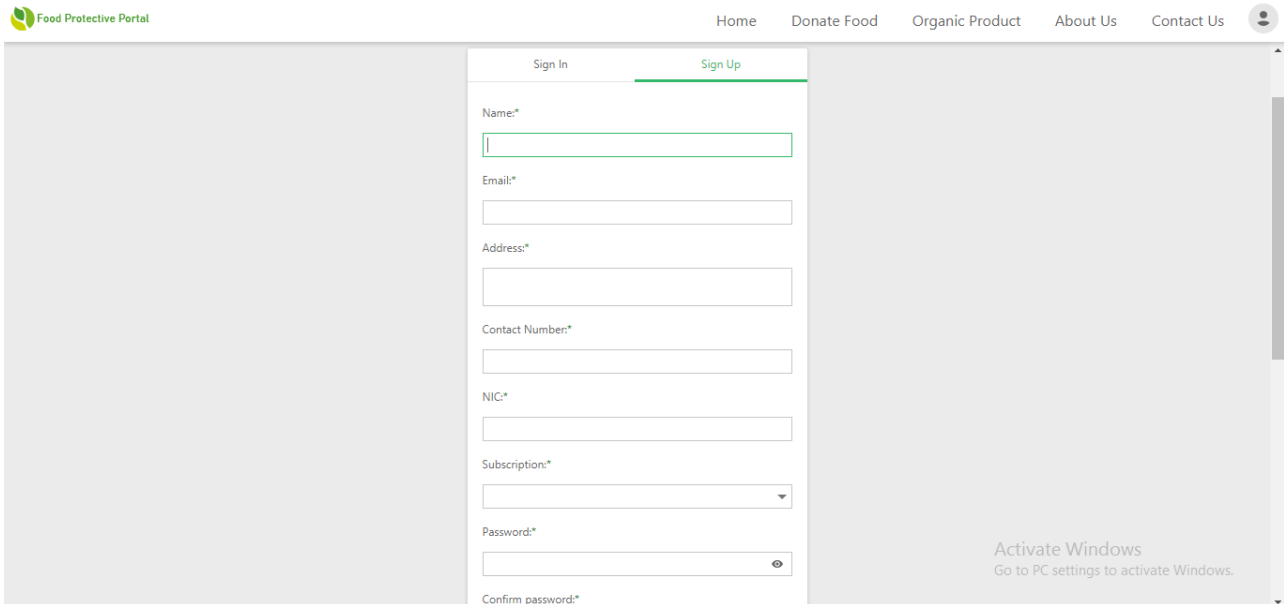 Food Protective Portal
Home Donate Food Organic Product About Us Contact Us
Sign In Sign Up
Name:*
Email:*
Address:*
Contact Number:*
NIC:*
Subscription:*
Password:*
Confirm password:*
Activate Windows
Go to PC settings to activate Windows.